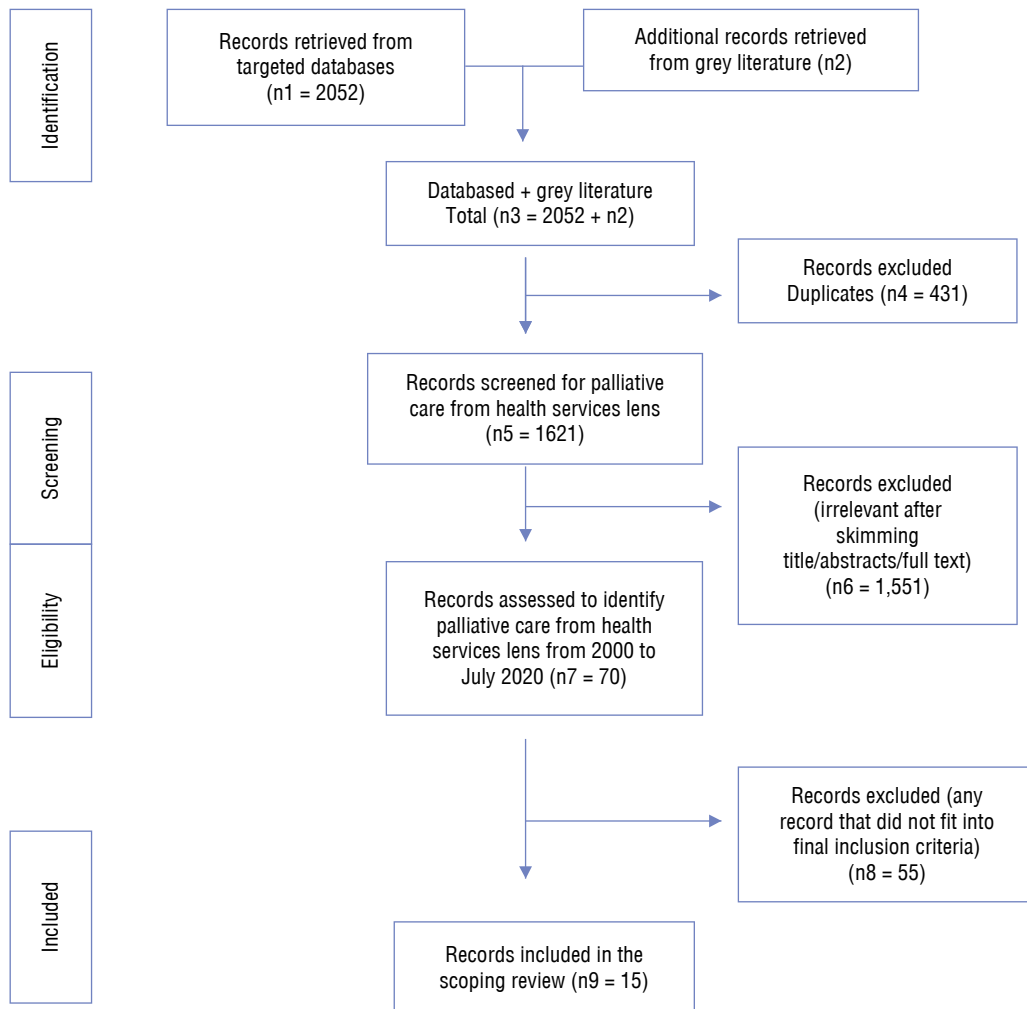 Identification
Records retrieved from
targeted databases
(n1 = 2052)
Additional records retrieved
from grey literature (n2)
Databased + grey literature
Total (n3 = 2052 + n2)
Records excluded
Duplicates (n4 = 431)
Screening
Records screened for palliative
care from health services lens
(n5 = 1621)
Records excluded
(irrelevant after
skimming
title/abstracts/full text)
(n6 = 1,551)
Eligibility
Records assessed to identify
palliative care from health
services lens from 2000 to
July 2020 (n7 = 70)
Records excluded (any
record that did not fit into
final inclusion criteria)
(n8 = 55)
Included
Records included in the
scoping review (n9 = 15)